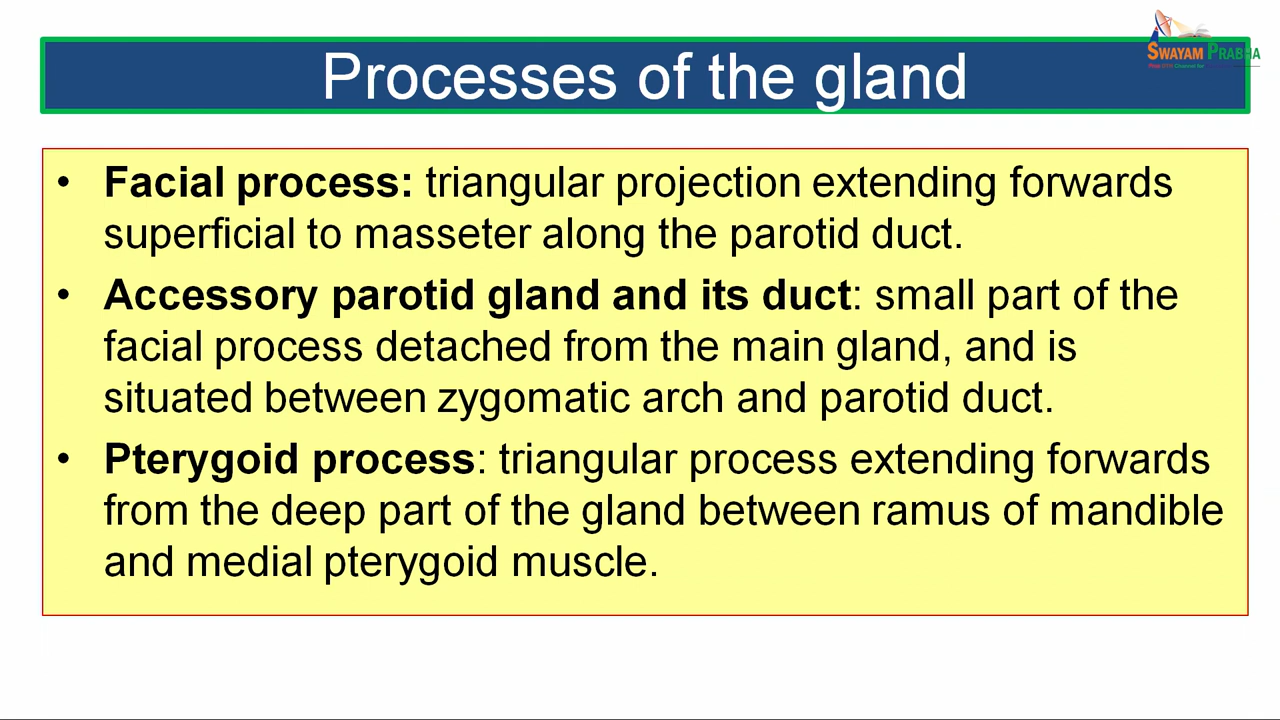 SWAYAM PRABHA
Processes of the gland
• Facial process: triangular projection extending forwards
superficial to masseter along the parotid duct.
• Accessory parotid gland and its duct: small part of the
facial process detached from the main gland, and is
situated between zygomatic arch and parotid duct.
• Pterygoid process: triangular process extending forwards
from the deep part of the gland between ramus of mandible
and medial pterygoid muscle.